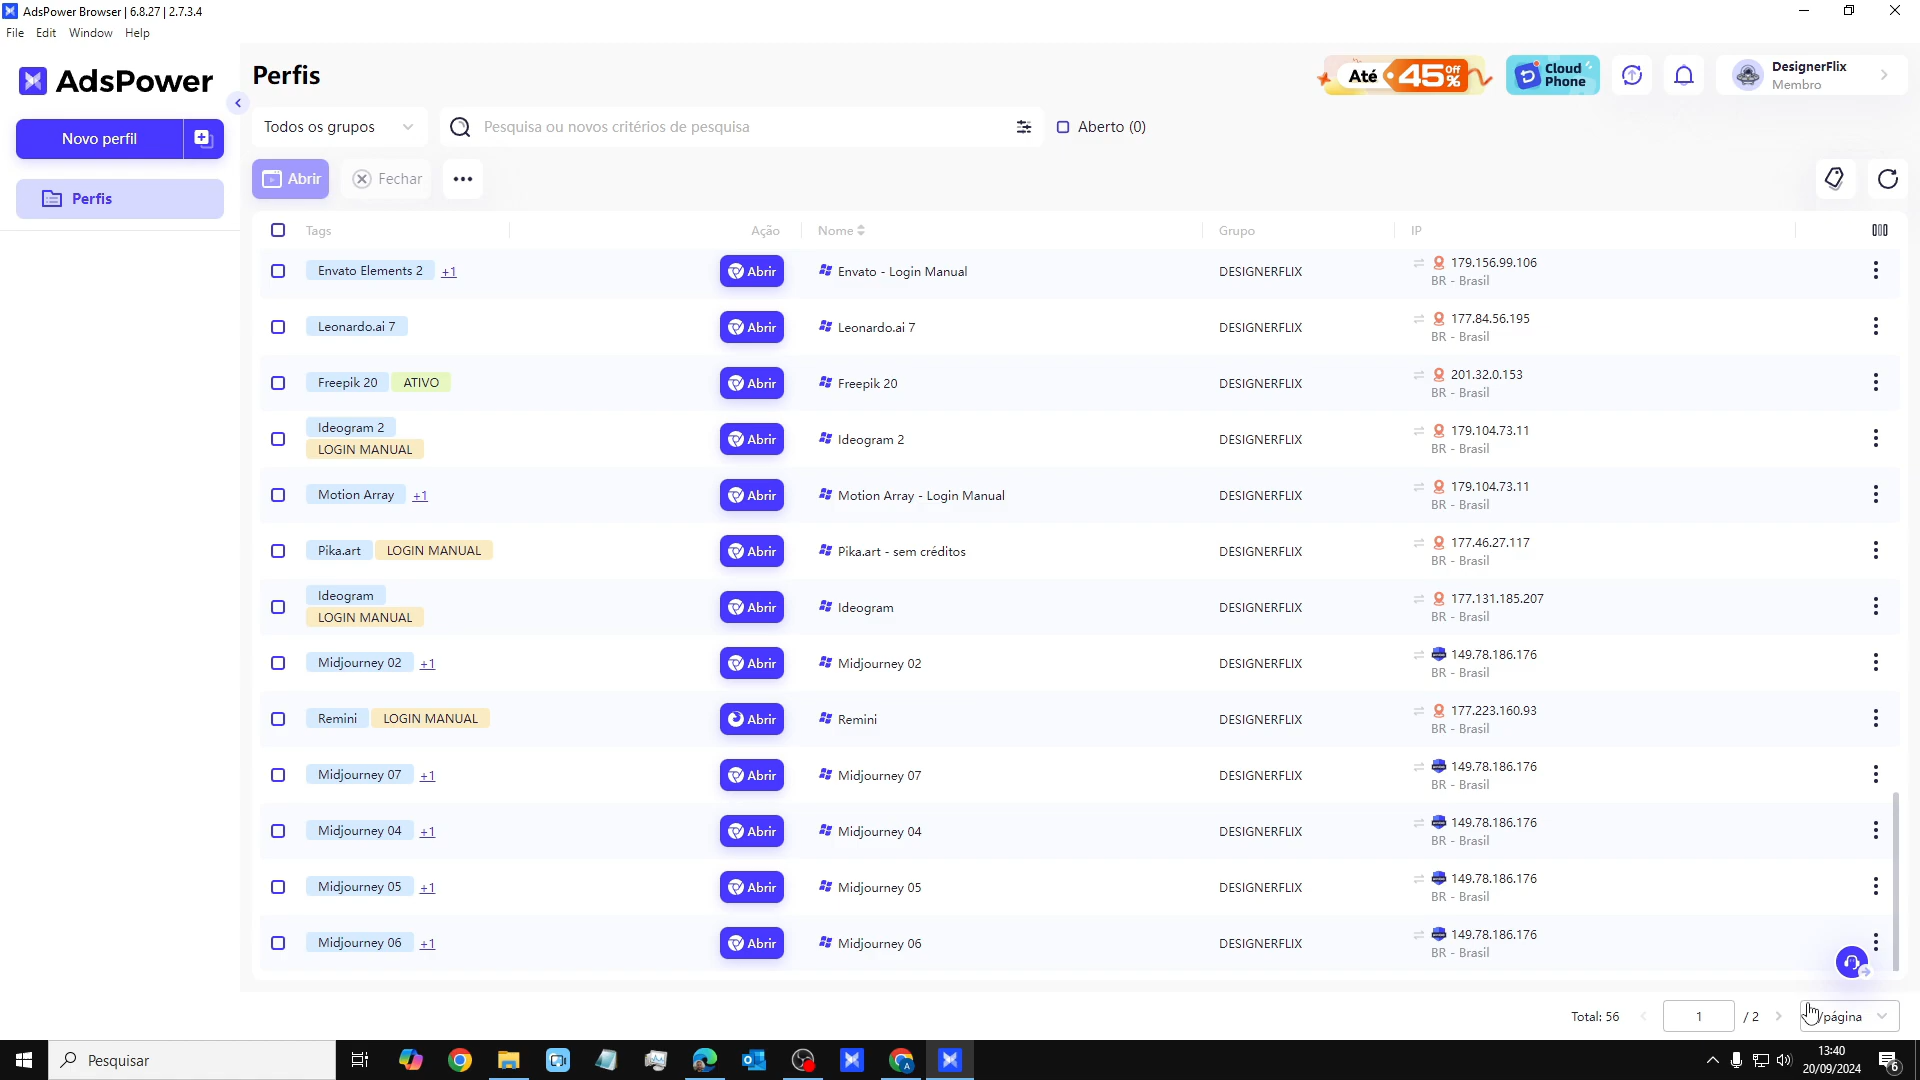 AdsPower Browser | 6.8.27 | 2.7.3.4
File Edit Window Help
AdsPower
Perfis
Até 45% Off
Cloud Phone
DesignerFlix
Membro
Novo perfil
Todos os grupos
Pesquisa ou novos critérios de pesquisa
Aberto (0)
Perfis
Abrir
Fechar
Tags Ação Nome Grupo IP
Envato Elements 2 +1 Abrir Envato - Login Manual DESIGNERFLIX 179.156.99.106
BR - Brasil
Leonardo.ai 7 Abrir Leonardo.ai 7 DESIGNERFLIX 177.84.56.195
BR - Brasil
Freepik 20 ATIVO Abrir Freepik 20 DESIGNERFLIX 201.32.0.153
BR - Brasil
Ideogram 2 LOGIN MANUAL Abrir Ideogram 2 DESIGNERFLIX 179.104.73.11
BR - Brasil
Motion Array +1 Abrir Motion Array - Login Manual DESIGNERFLIX 179.104.73.11
BR - Brasil
Pika.art LOGIN MANUAL Abrir Pika.art - sem créditos DESIGNERFLIX 177.46.27.117
BR - Brasil
Ideogram LOGIN MANUAL Abrir Ideogram DESIGNERFLIX 177.131.185.207
BR - Brasil
Midjourney 02 +1 Abrir Midjourney 02 DESIGNERFLIX 149.78.186.176
BR - Brasil
Remini LOGIN MANUAL Abrir Remini DESIGNERFLIX 177.223.160.93
BR - Brasil
Midjourney 07 +1 Abrir Midjourney 07 DESIGNERFLIX 149.78.186.176
BR - Brasil
Midjourney 04 +1 Abrir Midjourney 04 DESIGNERFLIX 149.78.186.176
BR - Brasil
Midjourney 05 +1 Abrir Midjourney 05 DESIGNERFLIX 149.78.186.176
BR - Brasil
Midjourney 06 +1 Abrir Midjourney 06 DESIGNERFLIX 149.78.186.176
BR - Brasil
Total: 56 1 / 2 /página
Pesquisar
13:40
20/09/2024
6